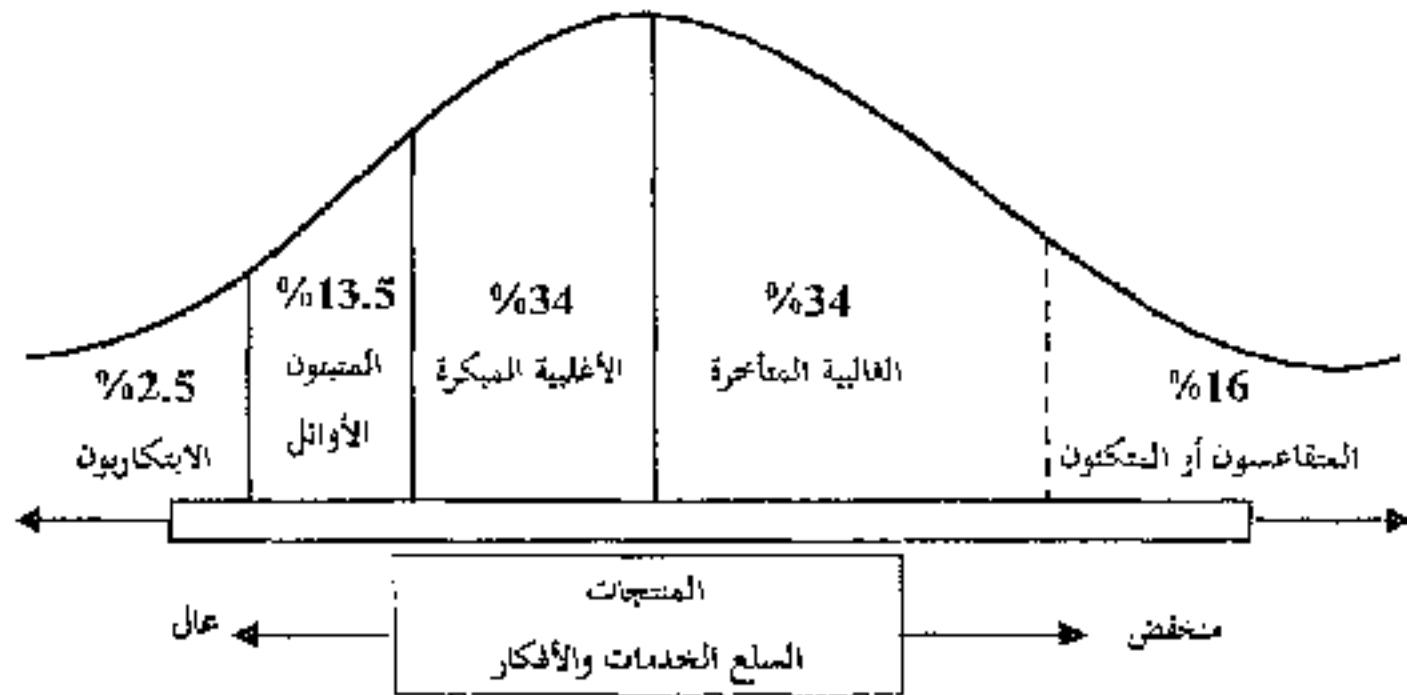 %13.5
%34
%34
المتبنون
الأغلبية المبكرة
الغالبية المتأخرة
%2.5
%16
الأوائل
الابتكاريون
المتقاعسون أو المتكئون
المنتجات
عال
منخفض
السلع الخدمات والأفكار